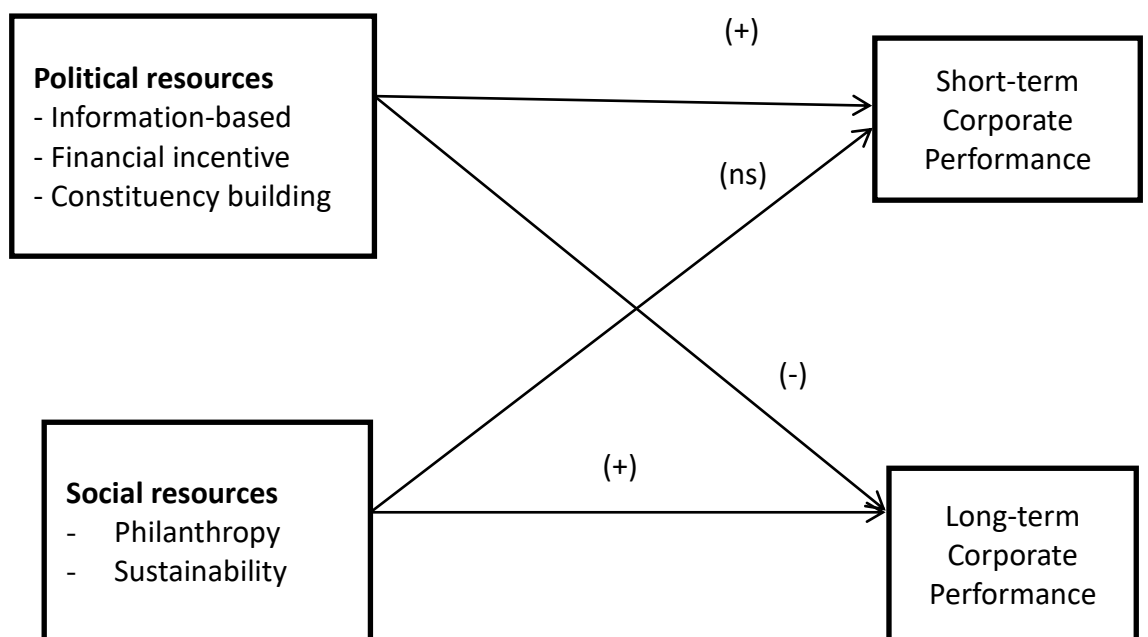 Political resources
- Information-based
- Financial incentive
- Constituency building
(+)
Short-term
Corporate
Performance
(ns)
(-)
(+)
Social resources
- Philanthropy
- Sustainability
Long-term
Corporate
Performance